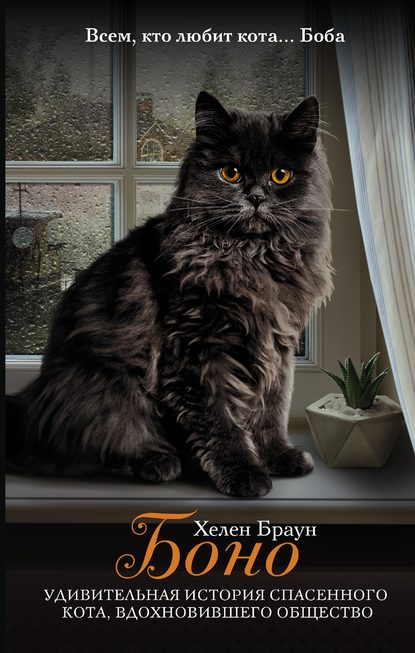 Всем, кто любит кота... Боба
Хелен Браун
Боно
УДИВИТЕЛЬНАЯ ИСТОРИЯ СПАСЕННОГО
КОТА, ВДОХНОВИВШЕГО ОБЩЕСТВО